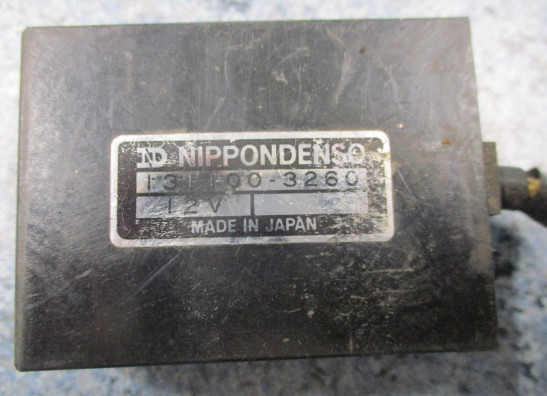 ND NIPPONDENSO
131100-3260
12V
MADE IN JAPAN